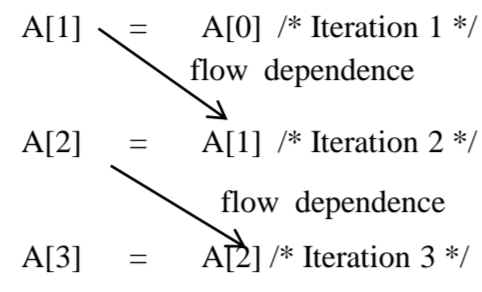 A[1] = A[0] /* Iteration 1 */
flow dependence
A[2] = A[1] /* Iteration 2 */
flow dependence
A[3] = A[2] /* Iteration 3 */